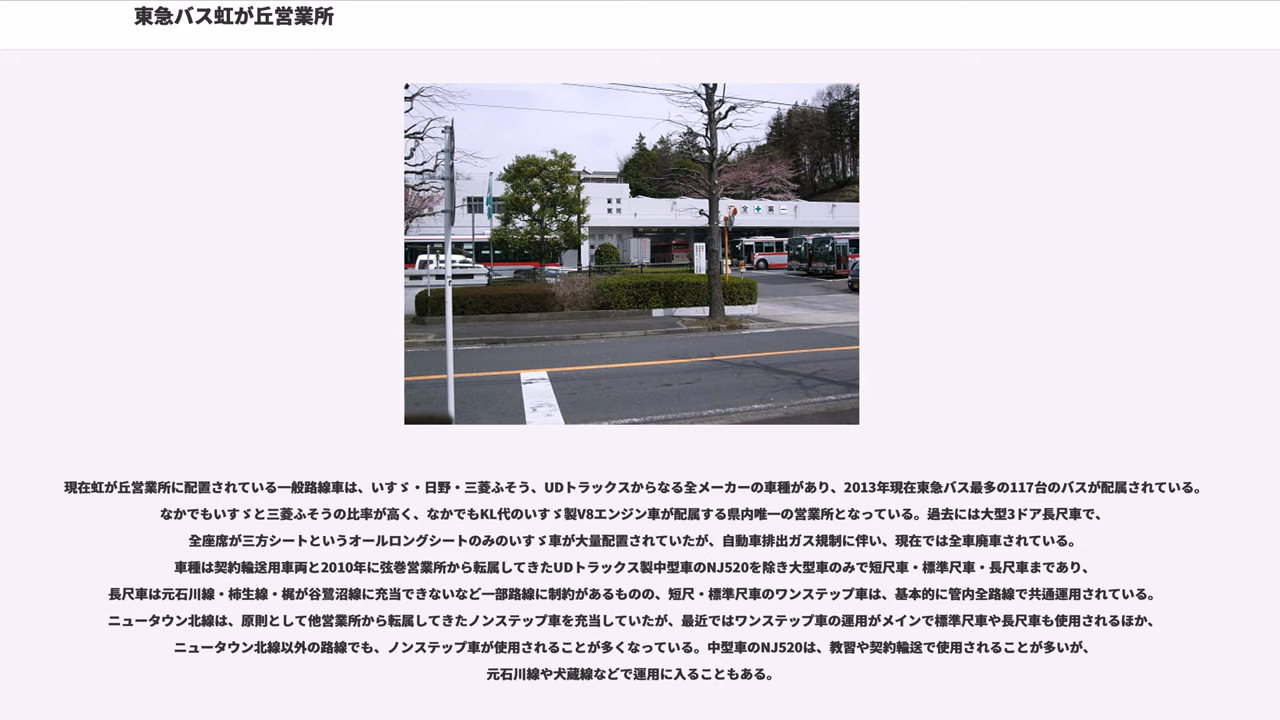 東急バス虹が丘営業所
安全✚第一
現在虹が丘営業所に配置されている一般路線車は、いすゞ・日野・三菱ふそう、UDトラックスからなる全メーカーの車種があり、2013年現在東急バス最多の117台のバスが配属されている。
なかでもいすゞと三菱ふそうの比率が高く、なかでもKL代のいすゞ製V8エンジン車が配属する県内唯一の営業所となっている。過去には大型3ドア長尺車で、
全座席が三方シートというオールロングシートのみのいすゞ車が大量配置されていたが、自動車排出ガス規制に伴い、現在では全車廃車されている。
車種は契約輸送用車両と2010年に弦巻営業所から転属してきたUDトラックス製中型車のNJ520を除き大型車のみで短尺車・標準尺車・長尺車まであり、
長尺車は元石川線・柿生線・梶が谷鷺沼線に充当できないなど一部路線に制約があるものの、短尺・標準尺車のワンステップ車は、基本的に管内全路線で共通運用されている。
ニュータウン北線は、原則として他営業所から転属してきたノンステップ車を充当していたが、最近ではワンステップ車の運用がメインで標準尺車や長尺車も使用されるほか、
ニュータウン北線以外の路線でも、ノンステップ車が使用されることが多くなっている。中型車のNJ520は、教習や契約輸送で使用されることが多いが、
元石川線や犬蔵線などで運用に入ることもある。